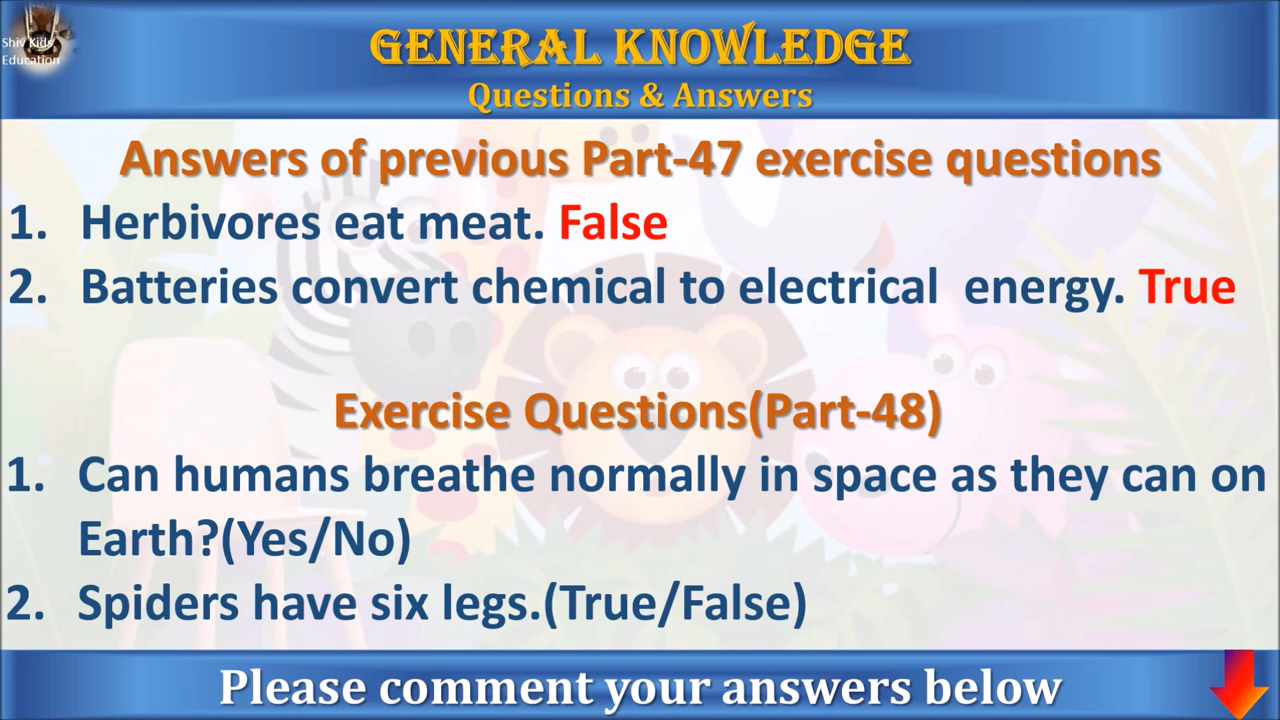 Shiv Kids
Education
GENERAL KNOWLEDGE
Questions & Answers
Answers of previous Part-47 exercise questions
1. Herbivores eat meat. False
2. Batteries convert chemical to electrical energy. True
Exercise Questions(Part-48)
1. Can humans breathe normally in space as they can on
Earth?(Yes/No)
2. Spiders have six legs.(True/False)
Please comment your answers below